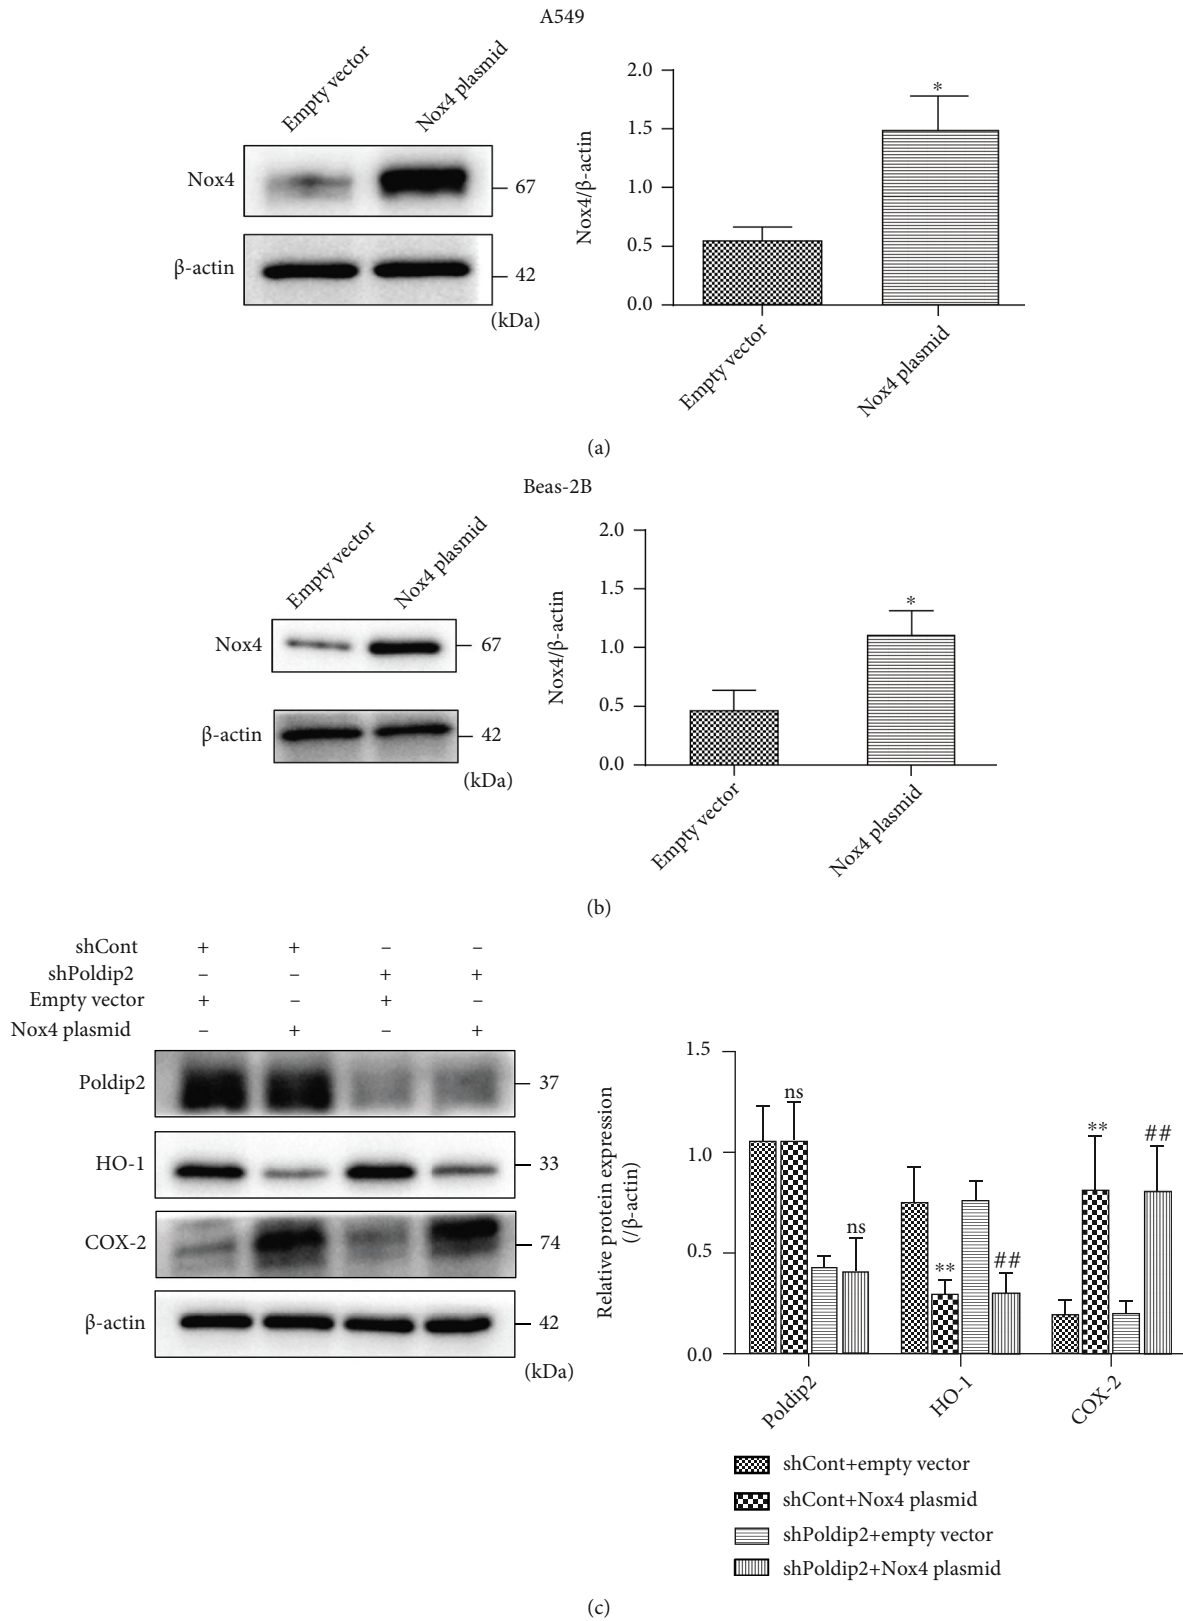 A549
Empty vector
Nox4 plasmid
Nox4
67
β-actin
42
(kDa)
Nox4/β-actin
2.0
1.5
1.0
0.5
0.0
*
Empty vector
Nox4 plasmid
(a)
Beas-2B
Empty vector
Nox4 plasmid
Nox4
67
β-actin
42
(kDa)
Nox4/β-actin
2.0
1.5
1.0
0.5
0.0
*
Empty vector
Nox4 plasmid
(b)
shCont + + – –
shPoldip2 – – + +
Empty vector + – + –
Nox4 plasmid – + – +
Poldip2
37
HO-1
33
COX-2
74
β-actin
42
(kDa)
Relative protein expression
(/β-actin)
1.5
1.0
0.5
0.0
ns
ns
**
##
**
##
Poldip2
HO-1
COX-2
shCont+empty vector
shCont+Nox4 plasmid
shPoldip2+empty vector
shPoldip2+Nox4 plasmid
(c)